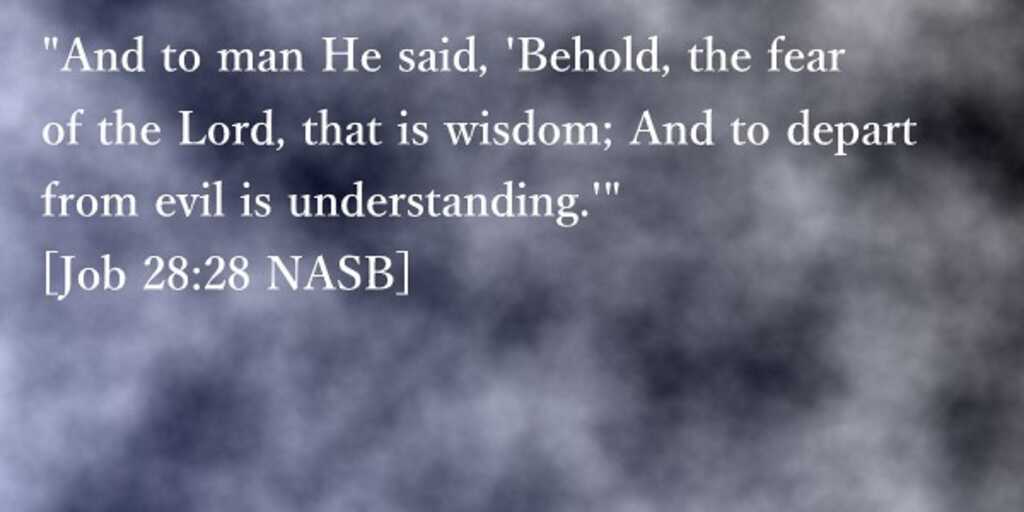 "And to man He said, 'Behold, the fear
of the Lord, that is wisdom; And to depart
from evil is understanding.'"
[Job 28:28 NASB]